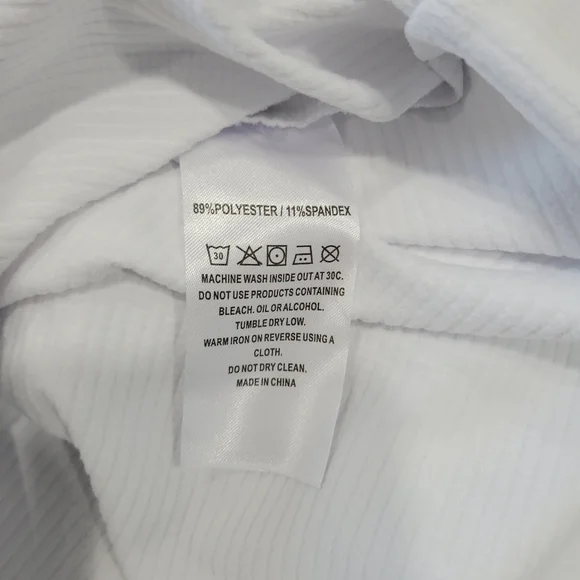 89%POLYESTER / 11%SPANDEX
30
MACHINE WASH INSIDE OUT AT 30C.
DO NOT USE PRODUCTS CONTAINING
BLEACH. OIL OR ALCOHOL.
TUMBLE DRY LOW.
WARM IRON ON REVERSE USING A
CLOTH.
DO NOT DRY CLEAN.
MADE IN CHINA